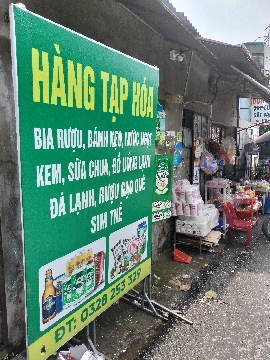 HÀNG TẠP HÓA
BIA RƯỢU, BÁNH KẸO, NƯỚC NGỌT
KEM, SỮA CHUA, ĐỒ UỐNG LẠNH
ĐÁ LẠNH, RƯỢU GẠO QUÊ
SIM THẺ
ĐT: 0328 253 329